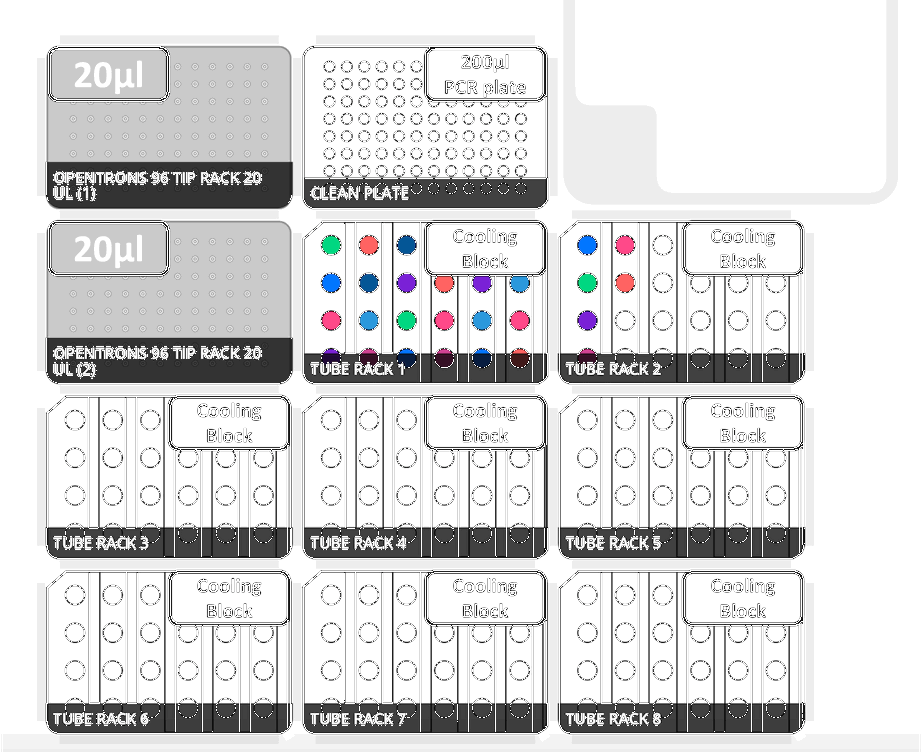 20µl
OPENTRONS 96 TIP RACK 20
UL (1)
200µl
PCR plate
CLEAN PLATE
20µl
OPENTRONS 96 TIP RACK 20
UL (2)
Cooling
Block
TUBE RACK 1
Cooling
Block
TUBE RACK 2
Cooling
Block
TUBE RACK 3
Cooling
Block
TUBE RACK 4
Cooling
Block
TUBE RACK 5
Cooling
Block
TUBE RACK 6
Cooling
Block
TUBE RACK 7
Cooling
Block
TUBE RACK 8